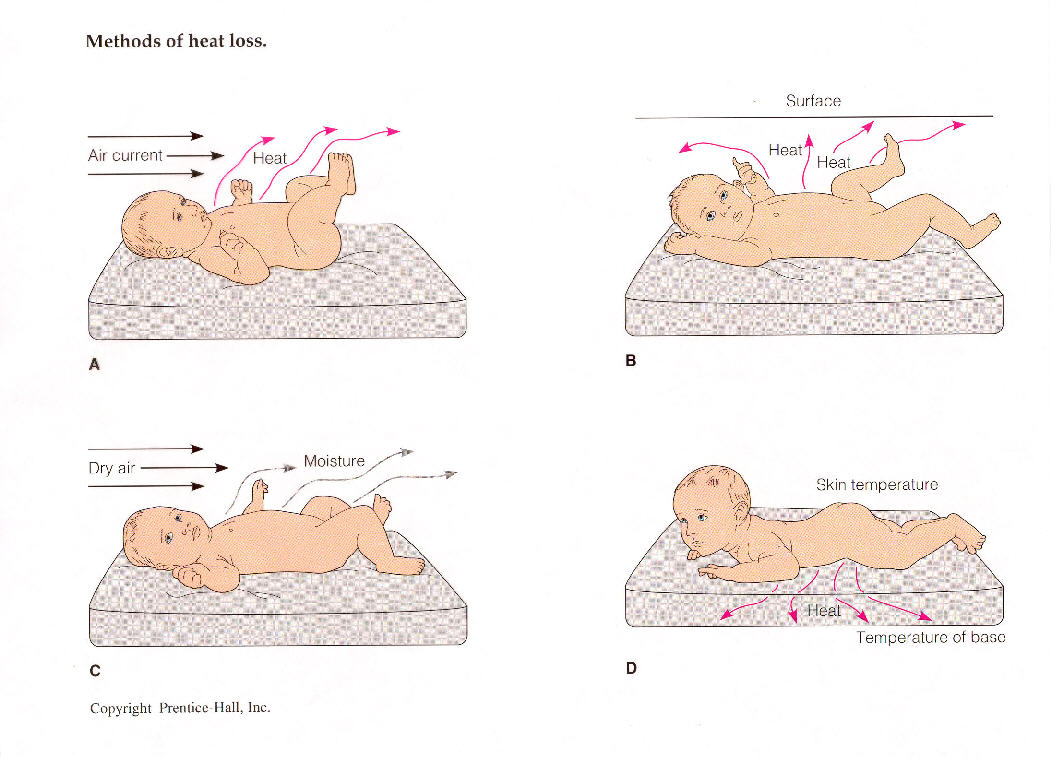 Methods of heat loss.
Air current
Heat
A
Surface
Heat
Heat
B
Dry air
Moisture
C
Skin temperature
Heat
Temperature of base
D
Copyright Prentice-Hall, Inc.